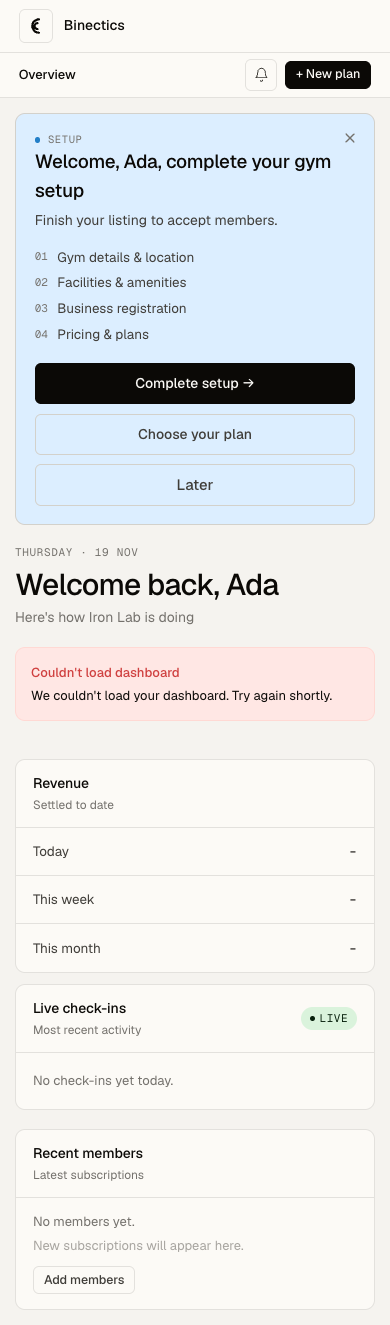 Binectics
Overview
+ New plan
SETUP
Welcome, Ada, complete your gym
setup
Finish your listing to accept members.
01 Gym details & location
02 Facilities & amenities
03 Business registration
04 Pricing & plans
Complete setup →
Choose your plan
Later
THURSDAY · 19 NOV
Welcome back, Ada
Here's how Iron Lab is doing
Couldn't load dashboard
We couldn't load your dashboard. Try again shortly.
Revenue
Settled to date
Today -
This week -
This month -
Live check-ins
Most recent activity
LIVE
No check-ins yet today.
Recent members
Latest subscriptions
No members yet.
New subscriptions will appear here.
Add members